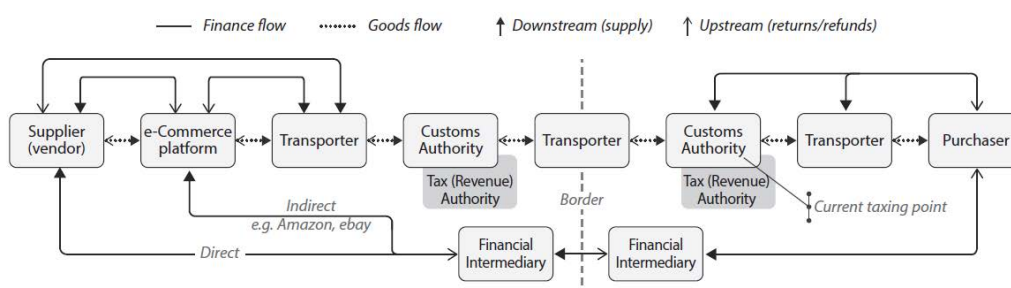 Finance flow
Goods flow
Downstream (supply)
Upstream (returns/refunds)
Supplier
(vendor)
e-Commerce
platform
Transporter
Customs
Authority
Tax (Revenue)
Authority
Transporter
Customs
Authority
Tax (Revenue)
Authority
Transporter
Purchaser
Indirect
e.g. Amazon, ebay
Border
Current taxing point
Direct
Financial
Intermediary
Financial
Intermediary